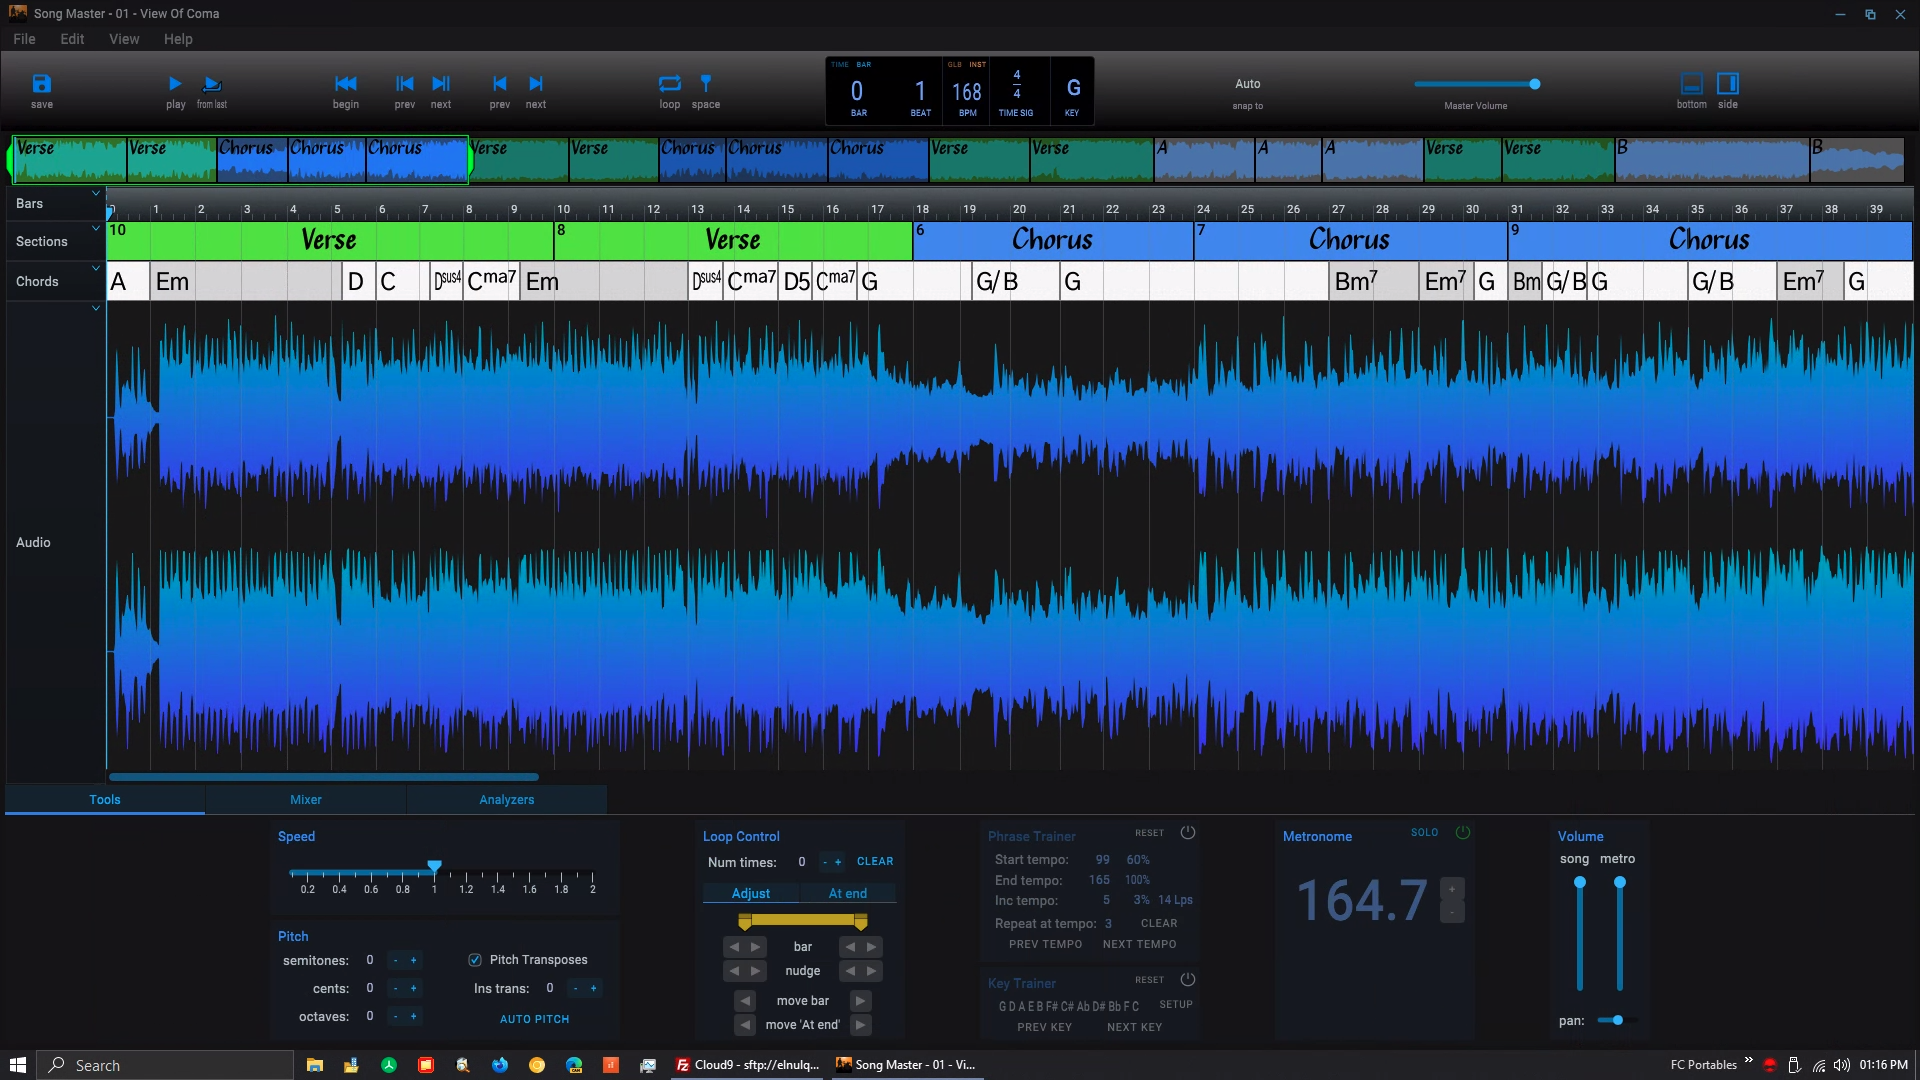 Song Master - 01 - View Of Coma
File Edit View Help
save play from last begin prev next prev next loop space
TIME BAR GLB INST
0 1 168 4/4 G
BAR BEAT BPM TIME SIG KEY
Auto
snap to
Master Volume
bottom side
Verse Verse Chorus Chorus Chorus Verse Verse Chorus Chorus Chorus Verse Verse A A A Verse Verse B B
Bars 0 1 2 3 4 5 6 7 8 9 10 11 12 13 14 15 16 17 18 19 20 21 22 23 24 25 26 27 28 29 30 31 32 33 34 35 36 37 38 39
Sections 10 Verse 8 Verse 6 Chorus 7 Chorus 9 Chorus
Chords A Em D C Dsus4 Cma7 Em Dsus4 Cma7 D5 Cma7 G G/B G Bm7 Em7 G Bm G/B G G/B Em7 G
Audio
Tools Mixer Analyzers
Speed
0.2 0.4 0.6 0.8 1 1.2 1.4 1.6 1.8 2
Pitch
semitones: 0 - +
cents: 0 - +
octaves: 0 - +
Pitch Transposes
Ins trans: 0 - +
AUTO PITCH
Loop Control
Num times: 0 - + CLEAR
Adjust At end
bar
nudge
move bar
move 'At end'
Phrase Trainer RESET
Start tempo: 99 60%
End tempo: 165 100%
Inc tempo: 5 3% 14 Lps
Repeat at tempo: 3 CLEAR
PREV TEMPO NEXT TEMPO
Key Trainer RESET
G D A E B F# C# Ab D# Bb F C SETUP
PREV KEY NEXT KEY
Metronome SOLO
164.7 + -
Volume
song metro
pan:
Search
Cloud9 - sftp://elnulq...
Song Master - 01 - Vi...
FC Portables
01:16 PM